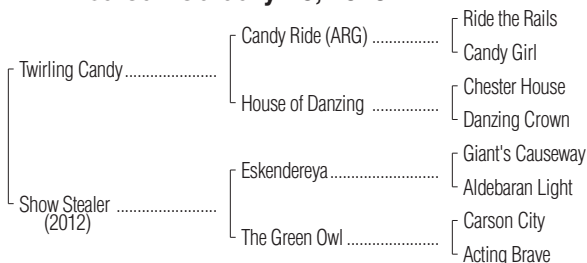 Ride the Rails
Candy Ride (ARG)
Candy Girl
Twirling Candy
Chester House
House of Danzing
Danzing Crown
Giant's Causeway
Eskendereya
Aldebaran Light
Show Stealer
(2012)
Carson City
The Green Owl
Acting Brave